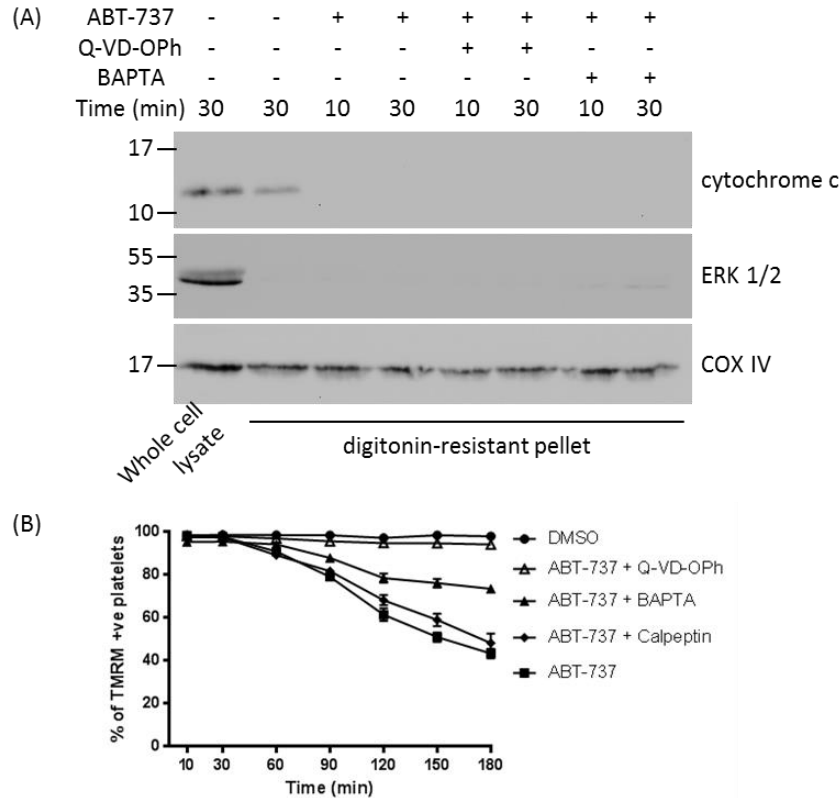 (A)
ABT-737 - - + + + + + +
Q-VD-OPh - - - - + + - -
BAPTA - - - - - - + +
Time (min) 30 30 10 30 10 30 10 30
17
10
cytochrome c
55
35
ERK 1/2
17
COX IV
Whole cell
lysate
digitonin-resistant pellet
(B)
% of TMRM +ve platelets
100
80
60
40
20
0
10 30 60 90 120 150 180
Time (min)
DMSO
ABT-737 + Q-VD-OPh
ABT-737 + BAPTA
ABT-737 + Calpeptin
ABT-737